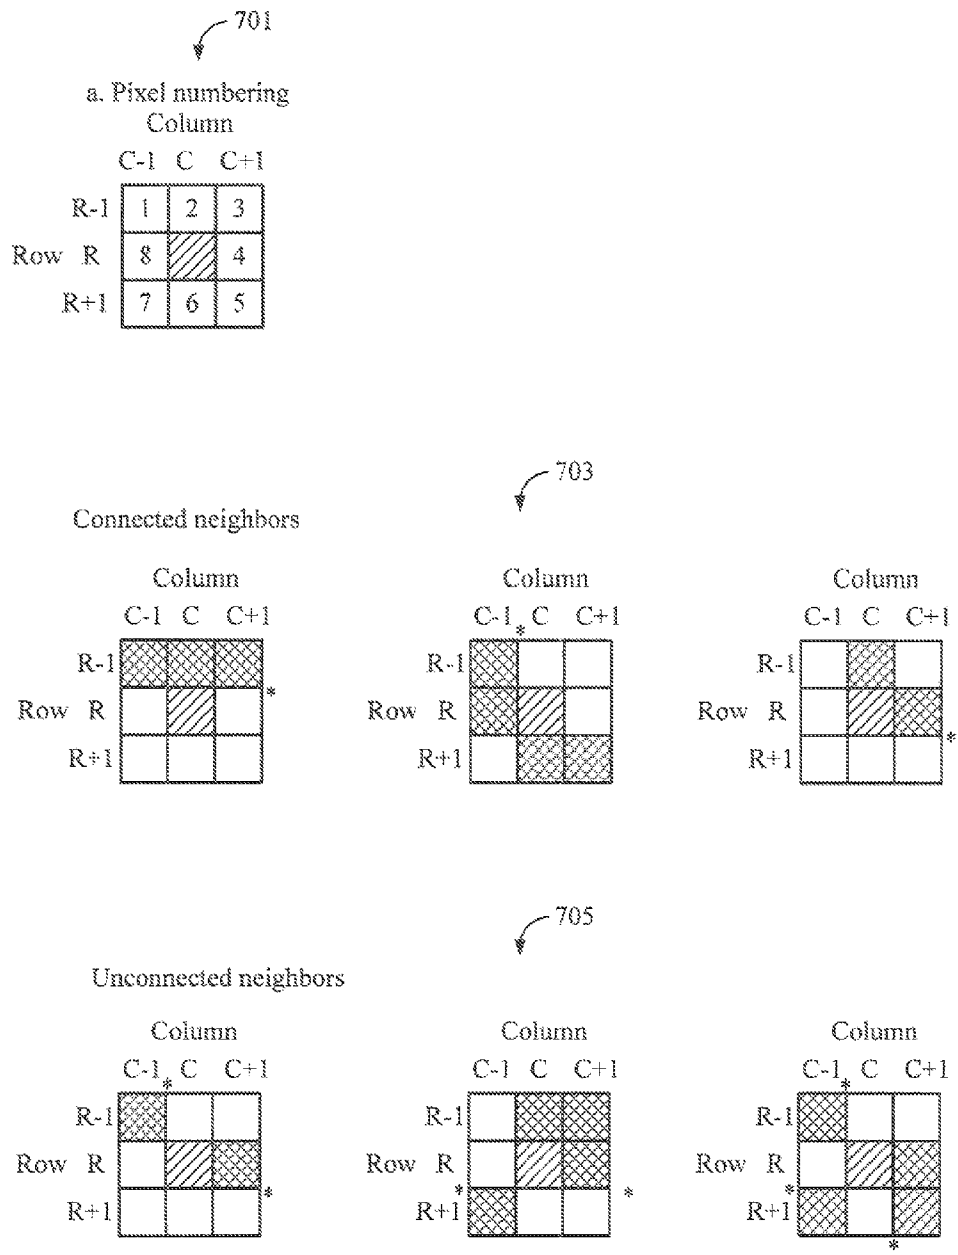 701
a. Pixel numbering
Column
C-1 C C+1
R-1 1 2 3
Row R 8 4
R+1 7 6 5
703
Connected neighbors
Column Column Column
C-1 C C+1 C-1 * C C+1 C-1 C C+1
R-1 R-1 R-1
*
Row R Row R Row R
*
R+1 R+1 R+1
705
Unconnected neighbors
Column Column Column
C-1 * C C+1 C-1 C C+1 C-1 * C C+1
R-1 R-1 R-1
Row R Row R Row R
* * * *
R+1 R+1 R+1
*